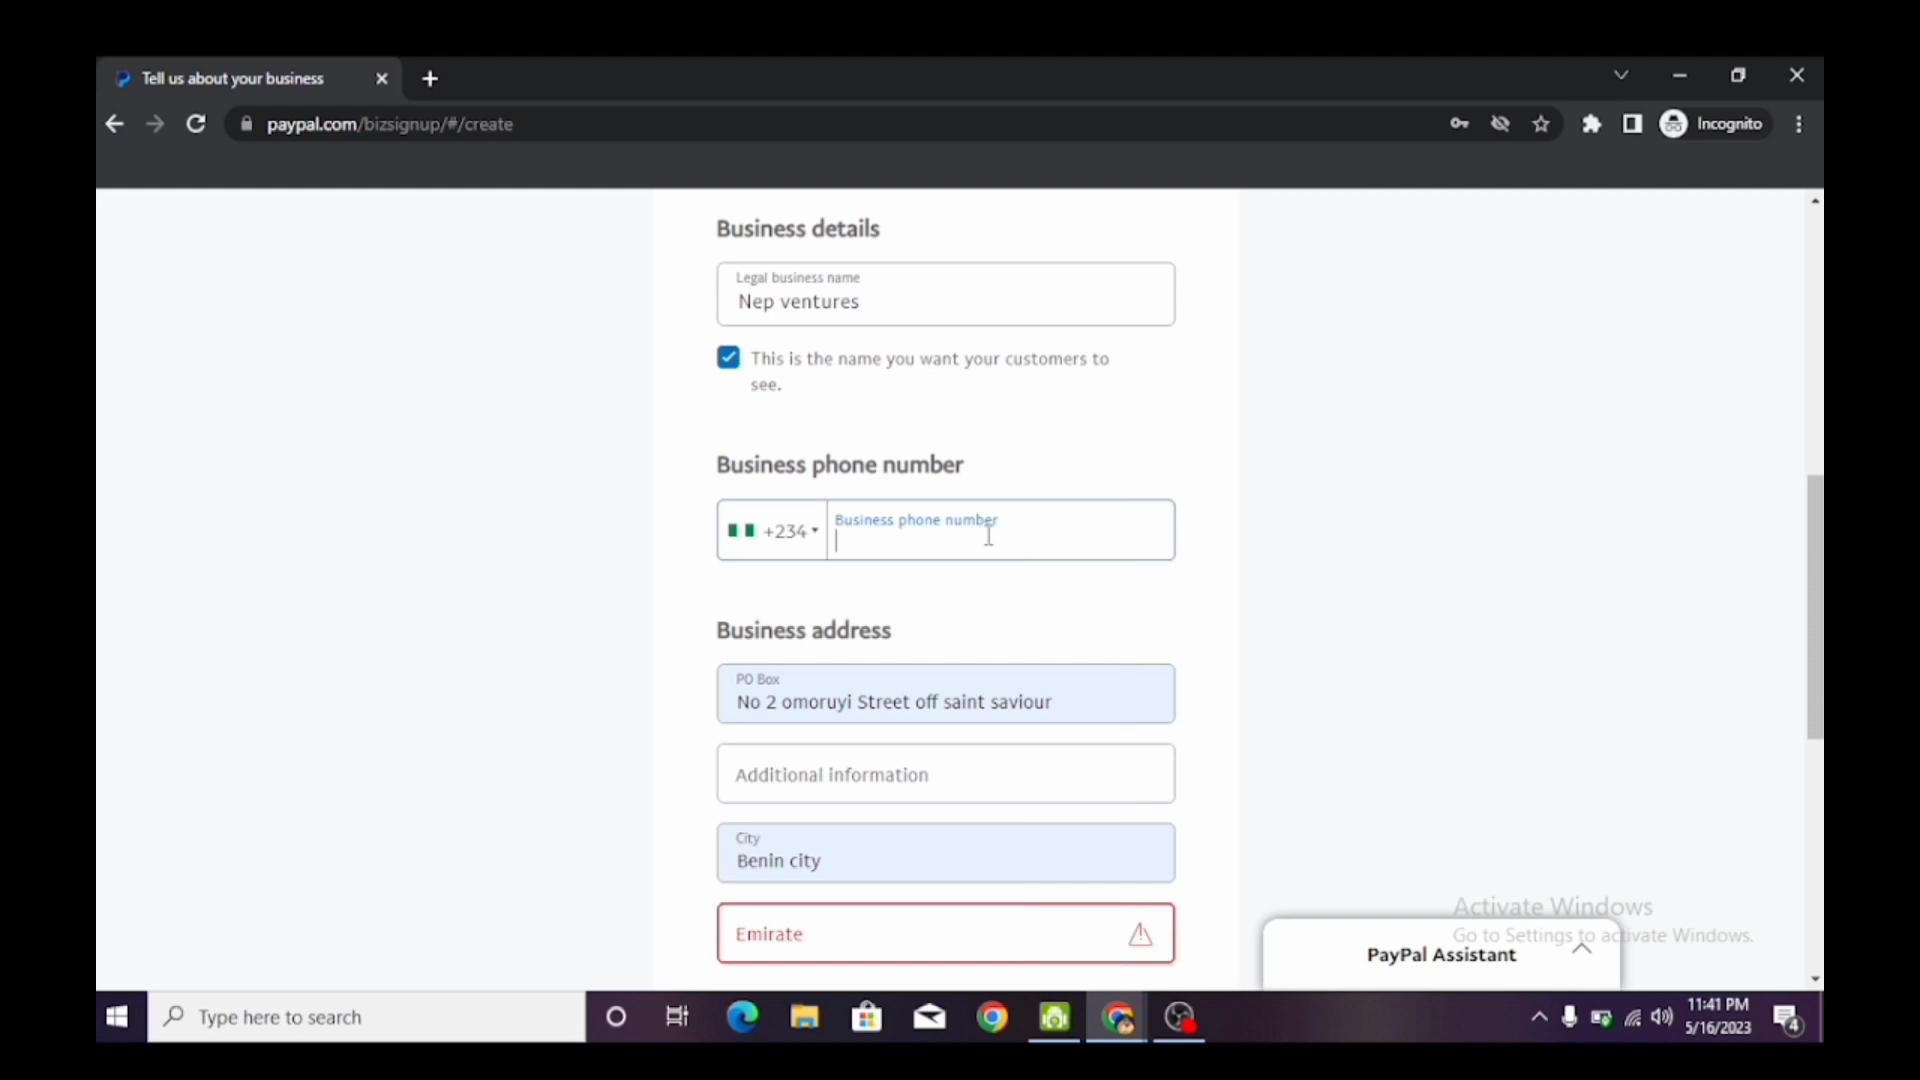 Tell us about your business
paypal.com/bizsignup/#/create
Incognito
Business details
Legal business name
Nep ventures
This is the name you want your customers to
see.
Business phone number
+234
Business phone number
Business address
PO Box
No 2 omoruyi Street off saint saviour
Additional information
City
Benin city
Emirate
Activate Windows
Go to Settings to activate Windows.
PayPal Assistant
Type here to search
11:41 PM
5/16/2023
4